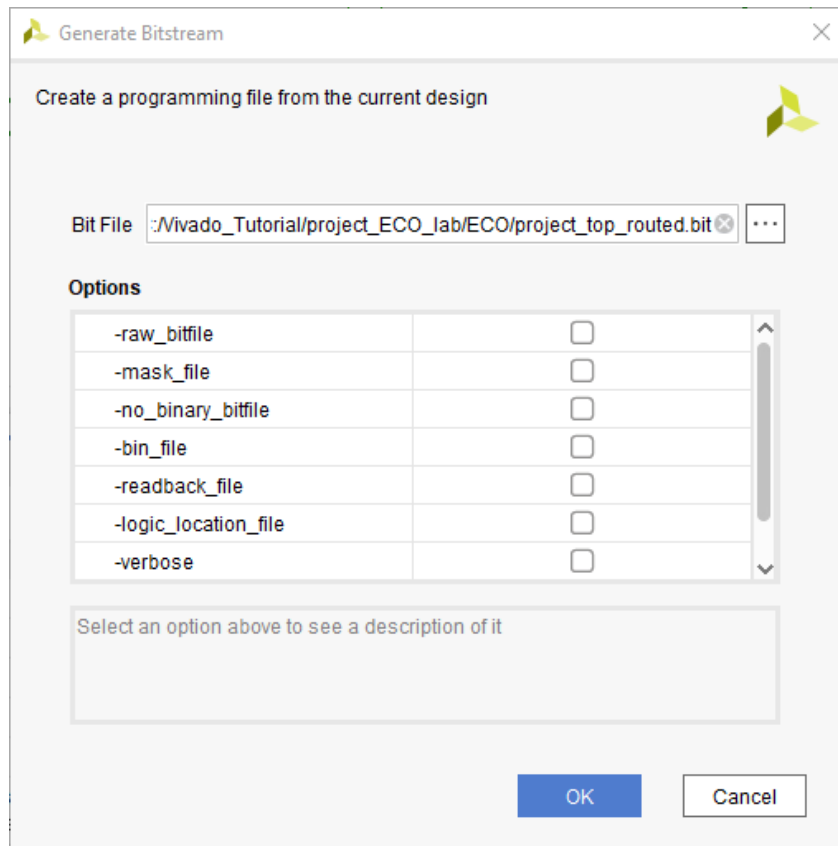 Generate Bitstream
Create a programming file from the current design
Bit File :/Vivado_Tutorial/project_ECO_lab/ECO/project_top_routed.bit ...
Options
-raw_bitfile
-mask_file
-no_binary_bitfile
-bin_file
-readback_file
-logic_location_file
-verbose
Select an option above to see a description of it
OK Cancel